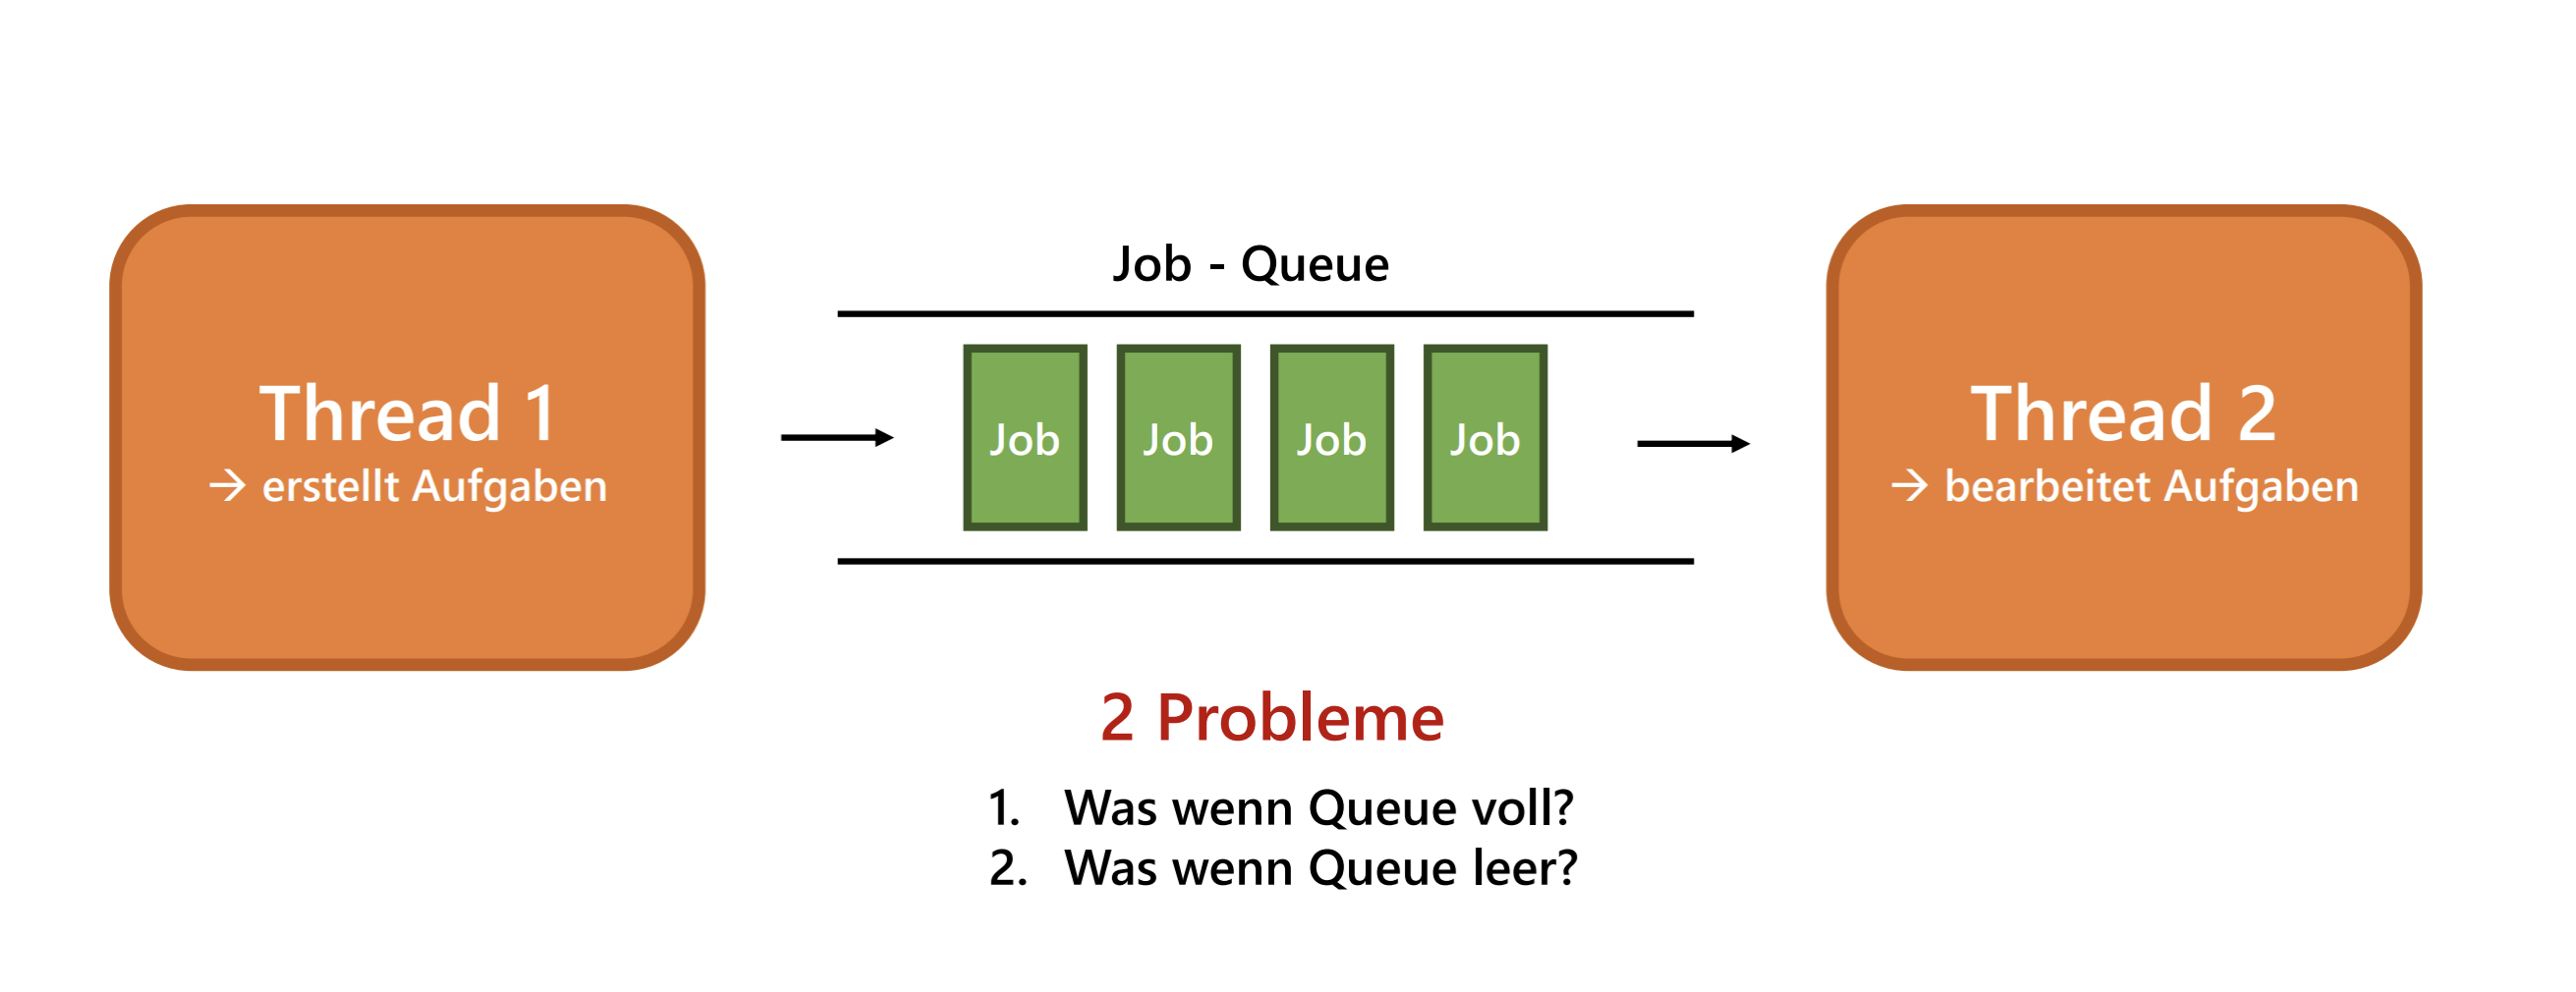 Job - Queue
Thread 1
→ erstellt Aufgaben
Job Job Job Job
Thread 2
→ bearbeitet Aufgaben
2 Probleme
1. Was wenn Queue voll?
2. Was wenn Queue leer?